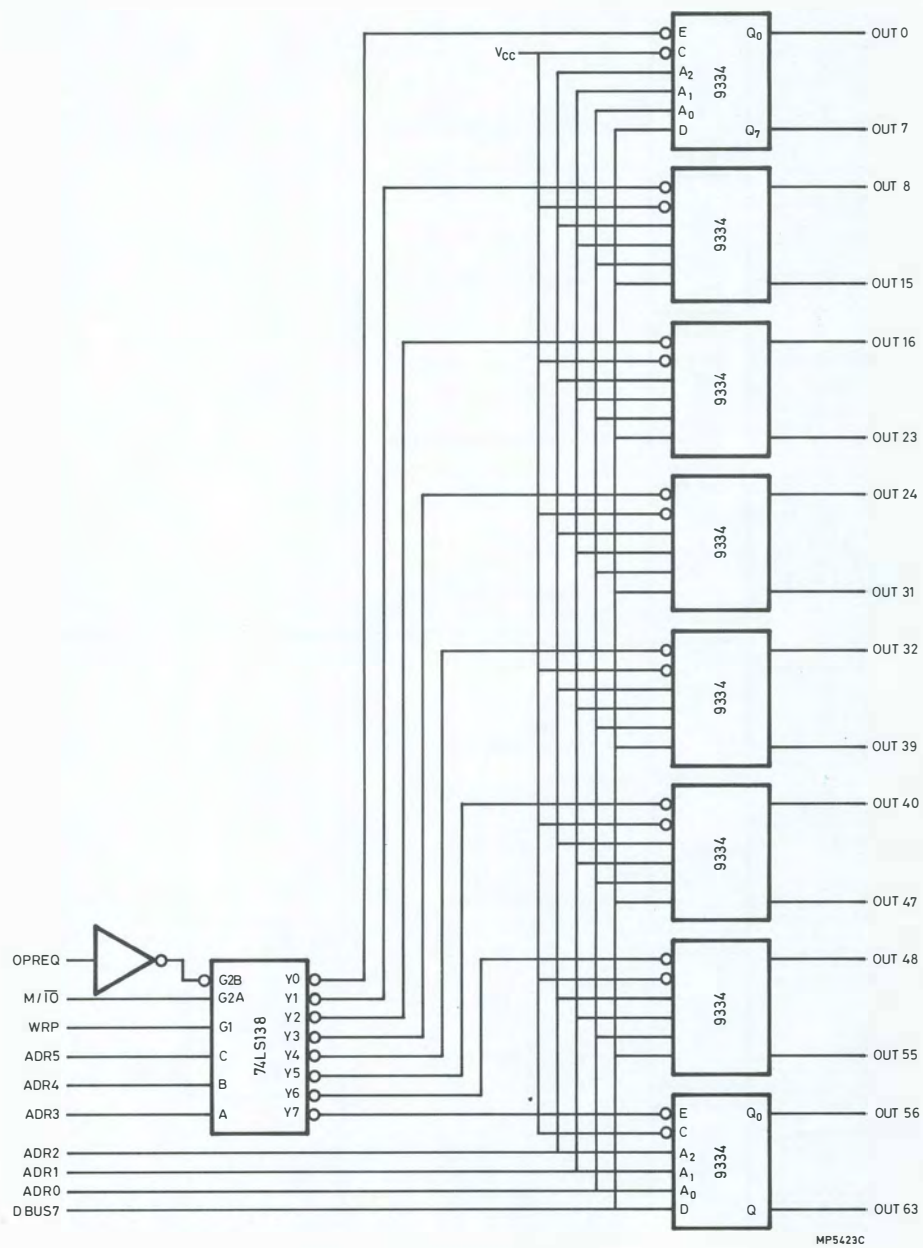 V_CC
E Q₀
C
A₂
A₁
A₀
D Q₇
9334
OUT 0
OUT 7
9334
OUT 8
OUT 15
9334
OUT 16
OUT 23
9334
OUT 24
OUT 31
9334
OUT 32
OUT 39
9334
OUT 40
OUT 47
9334
OUT 48
OUT 55
E Q₀
C
A₂
A₁
A₀
D Q
9334
OUT 56
OUT 63
OPREQ
M/I̅O̅
WRP
ADR5
ADR4
ADR3
ADR2
ADR1
ADR0
DBUS7
G2B Y0
G2A Y1
Y2
G1 Y3
C Y4
Y5
B Y6
A Y7
74LS138
MP5423C